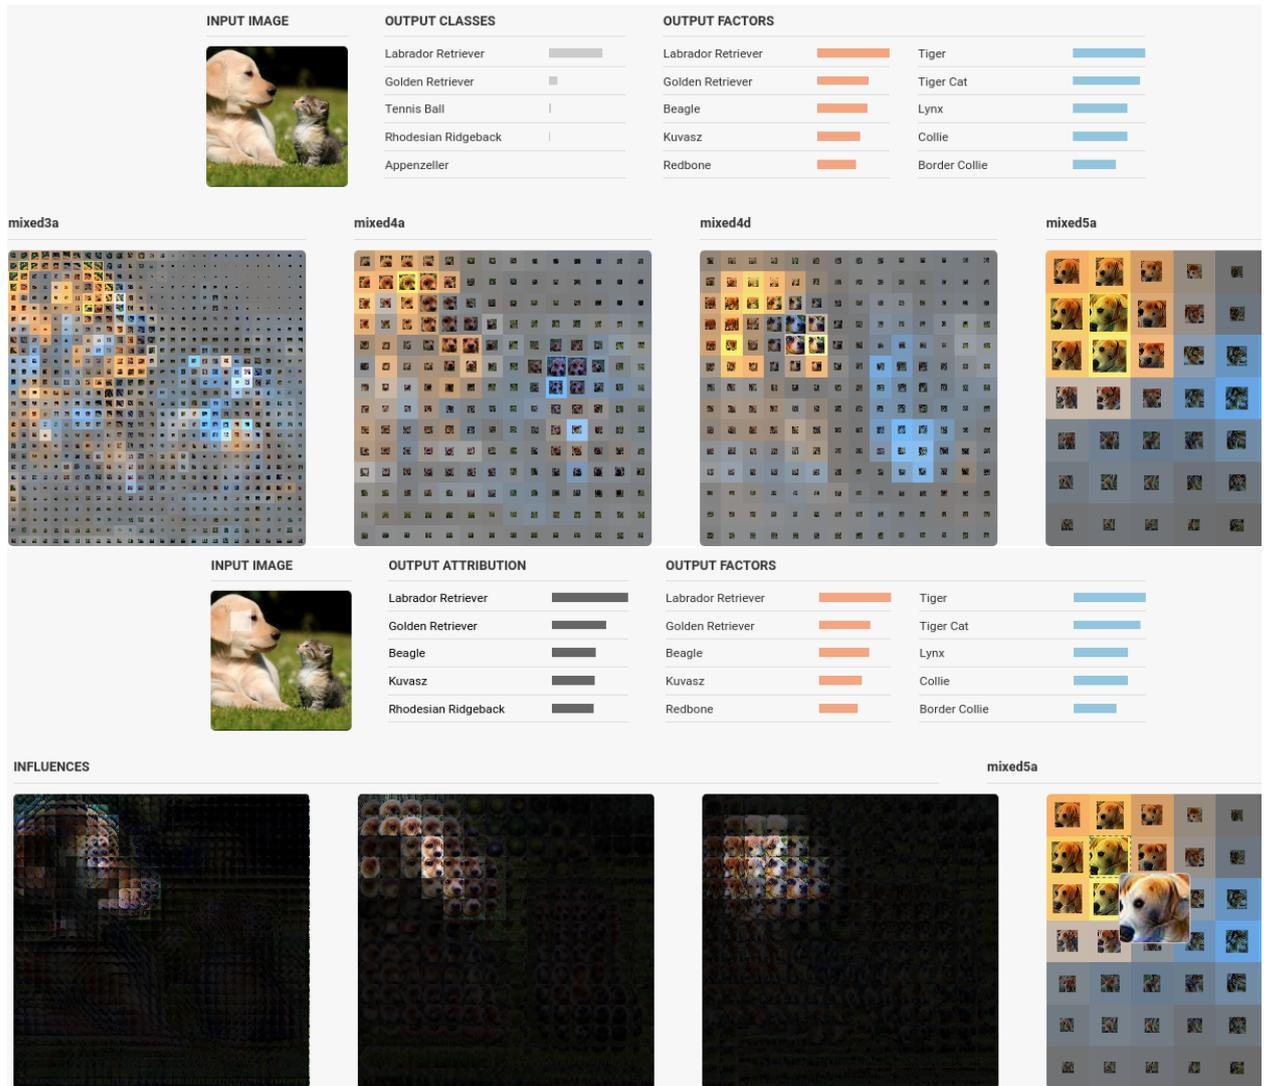 INPUT IMAGE OUTPUT CLASSES OUTPUT FACTORS
Labrador Retriever Labrador Retriever Tiger
Golden Retriever Golden Retriever Tiger Cat
Tennis Ball Beagle Lynx
Rhodesian Ridgeback Kuvasz Collie
Appenzeller Redbone Border Collie
mixed3a mixed4a mixed4d mixed5a
INPUT IMAGE OUTPUT ATTRIBUTION OUTPUT FACTORS
Labrador Retriever Labrador Retriever Tiger
Golden Retriever Golden Retriever Tiger Cat
Beagle Beagle Lynx
Kuvasz Kuvasz Collie
Rhodesian Ridgeback Redbone Border Collie
INFLUENCES mixed5a